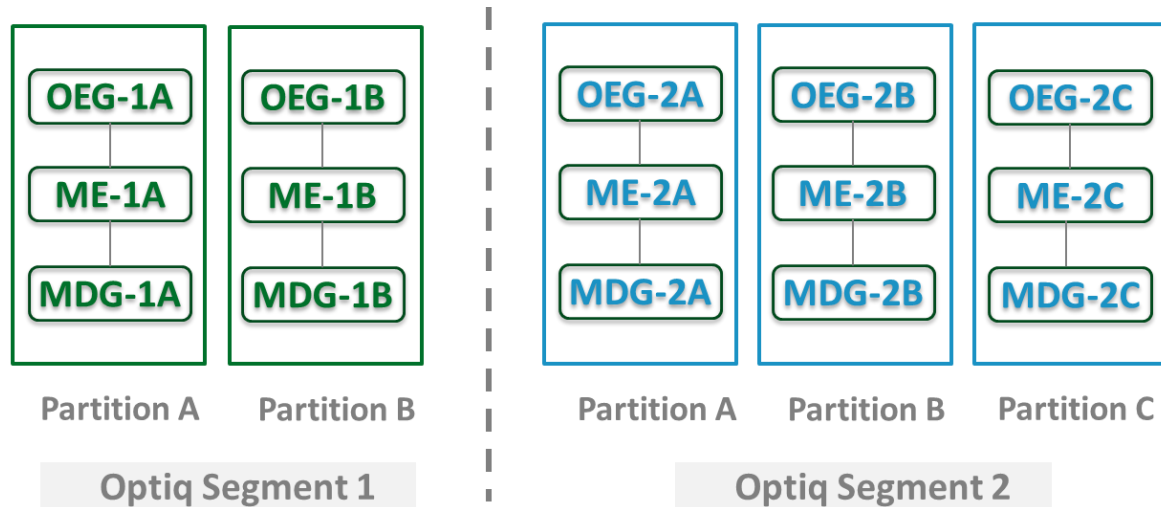 OEG-1A
ME-1A
MDG-1A
Partition A
OEG-1B
ME-1B
MDG-1B
Partition B
Optiq Segment 1
OEG-2A
ME-2A
MDG-2A
Partition A
OEG-2B
ME-2B
MDG-2B
Partition B
OEG-2C
ME-2C
MDG-2C
Partition C
Optiq Segment 2